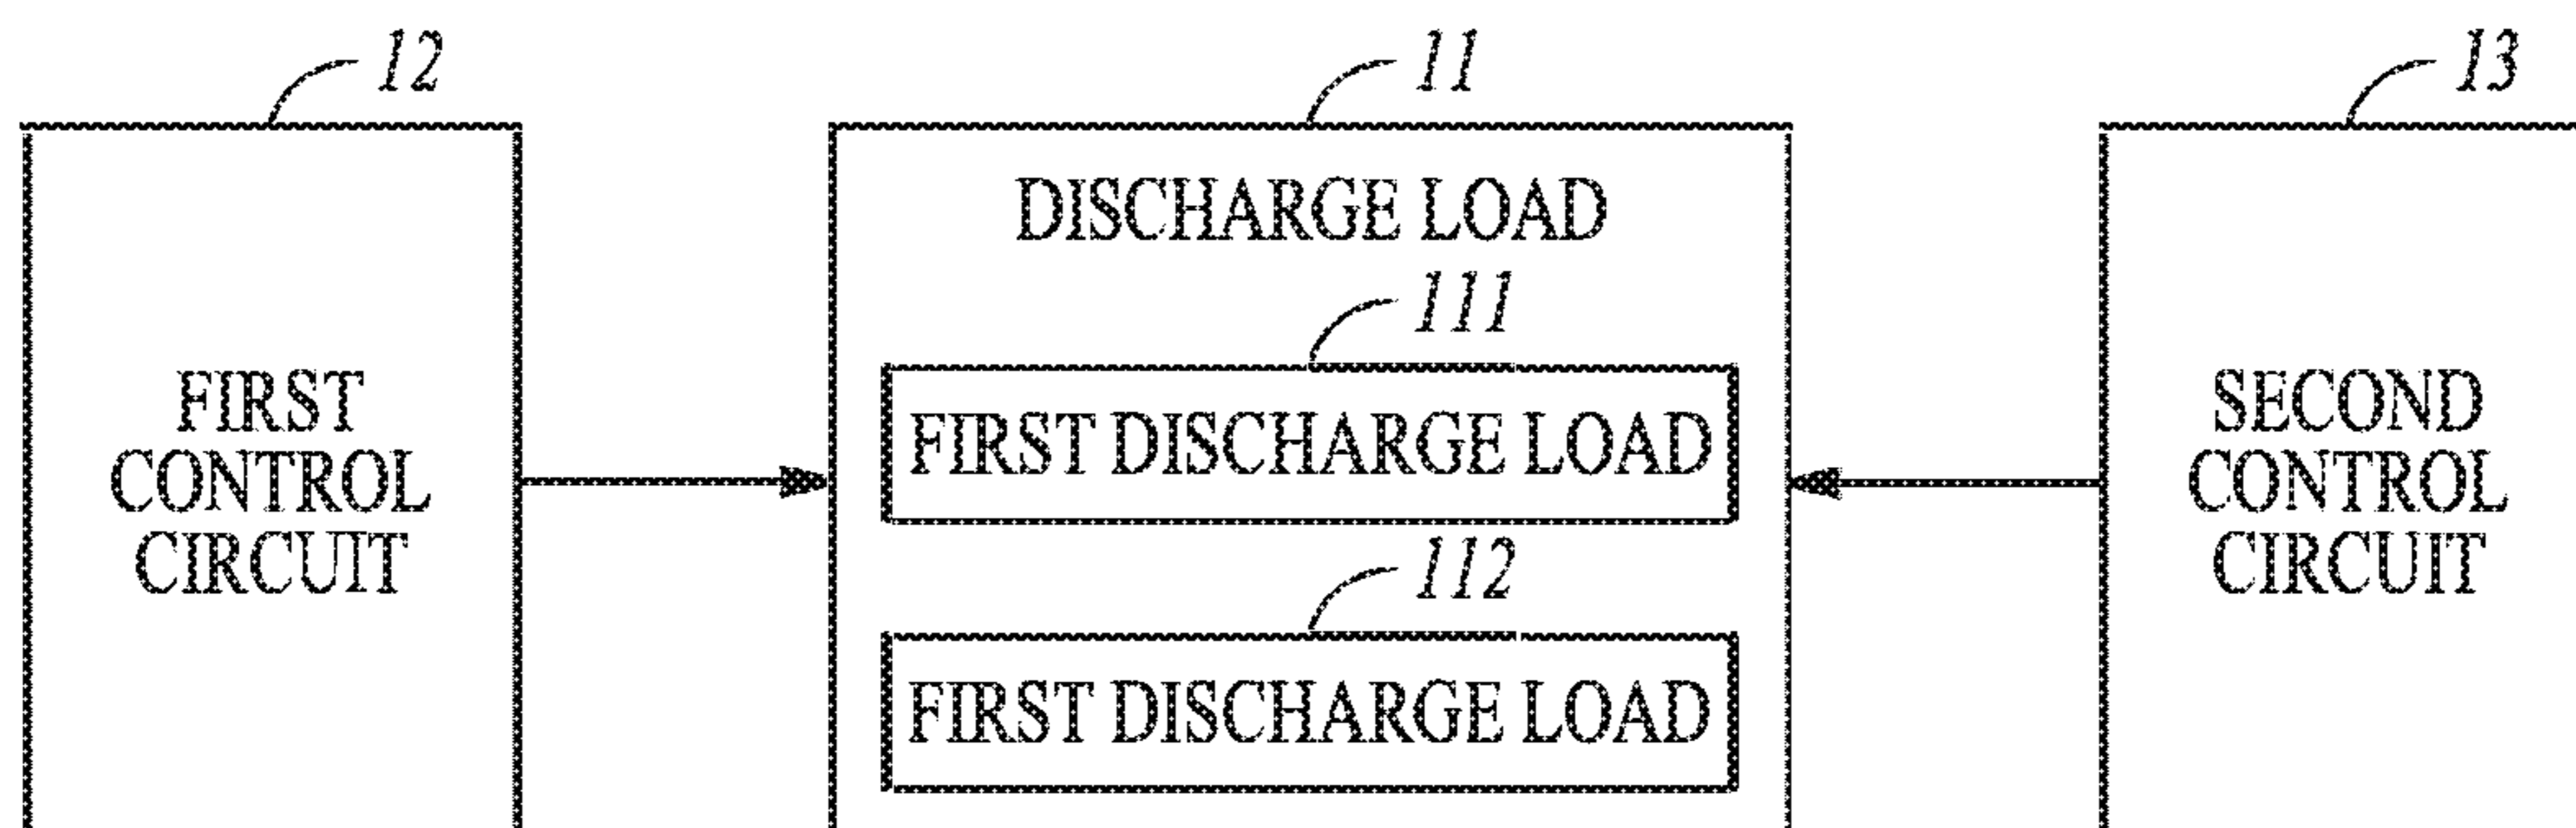 12
11
13
DISCHARGE LOAD
111
FIRST
CONTROL
CIRCUIT
FIRST DISCHARGE LOAD
SECOND
CONTROL
CIRCUIT
112
FIRST DISCHARGE LOAD